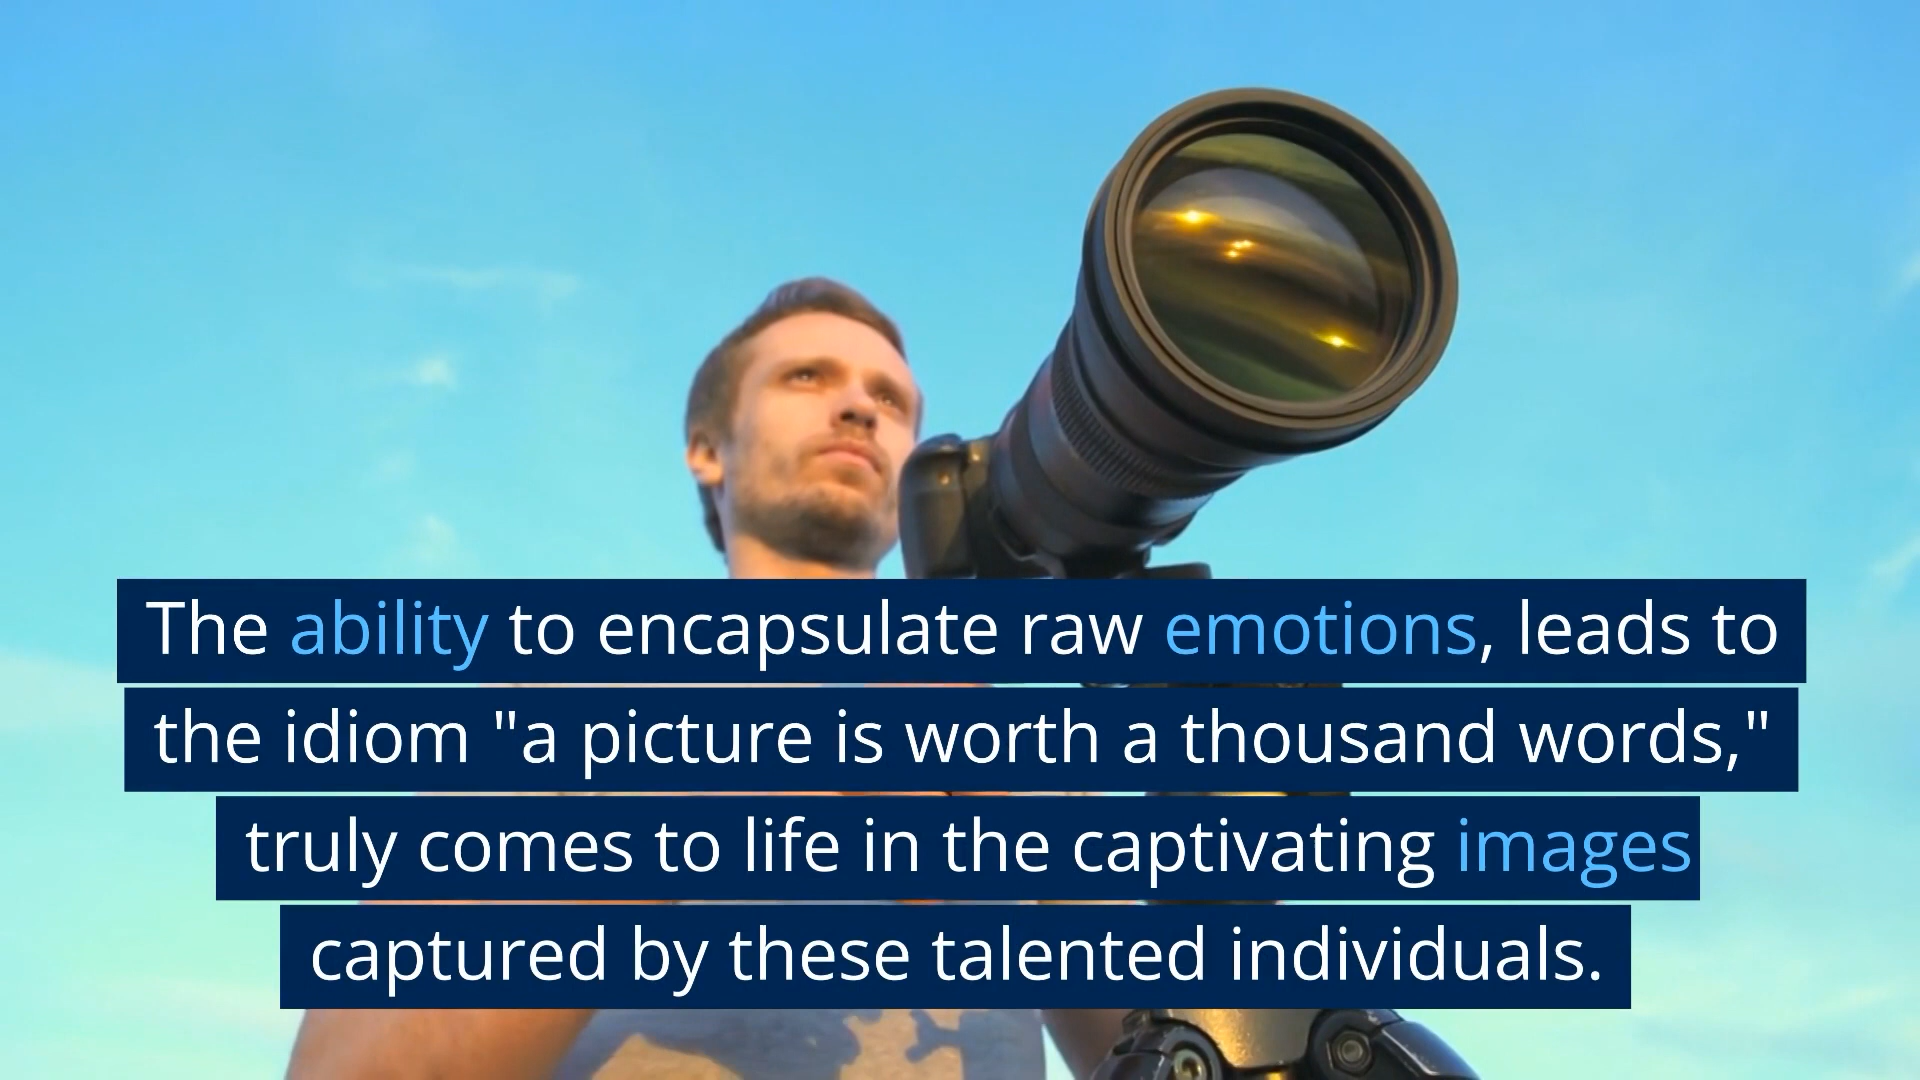 The ability to encapsulate raw emotions, leads to
the idiom "a picture is worth a thousand words,"
truly comes to life in the captivating images
captured by these talented individuals.